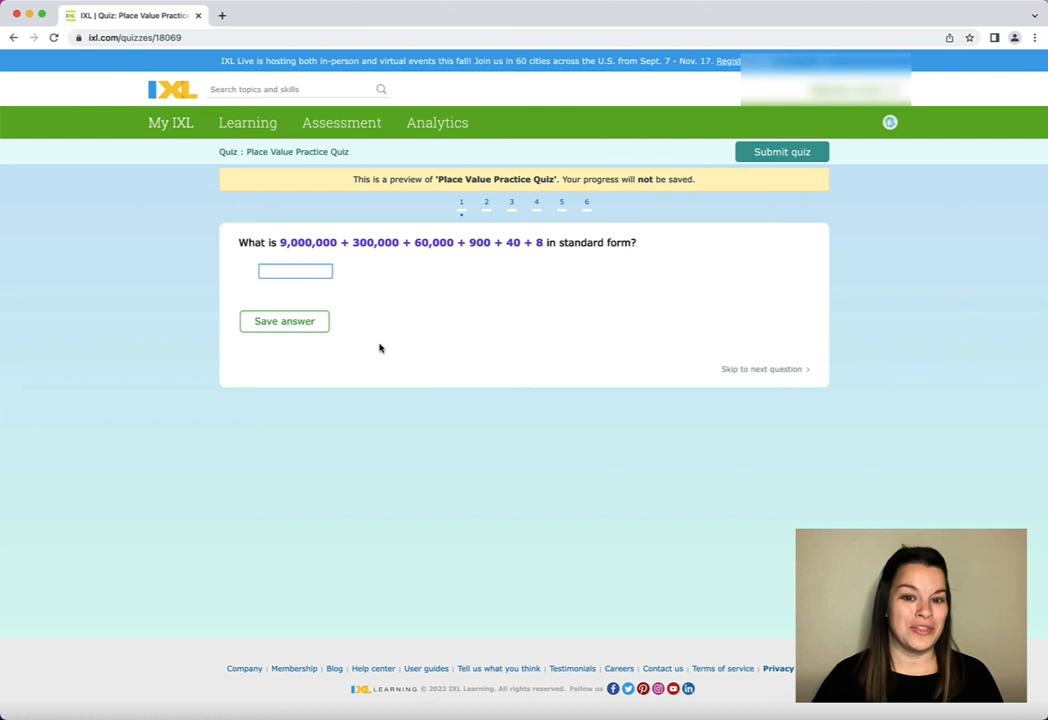 IXL | Quiz: Place Value Practice
ixl.com/quizzes/18069
IXL Live is hosting both in-person and virtual events this fall! Join us in 60 cities across the U.S. from Sept. 7 - Nov. 17. Regist
IXL
Search topics and skills
My IXL Learning Assessment Analytics
Quiz : Place Value Practice Quiz
Submit quiz
This is a preview of 'Place Value Practice Quiz'. Your progress will not be saved.
1 2 3 4 5 6
What is 9,000,000 + 300,000 + 60,000 + 900 + 40 + 8 in standard form?
Save answer
Skip to next question >
Company | Membership | Blog | Help center | User guides | Tell us what you think | Testimonials | Careers | Contact us | Terms of service | Privacy
IXL LEARNING © 2022 IXL Learning. All rights reserved. Follow us